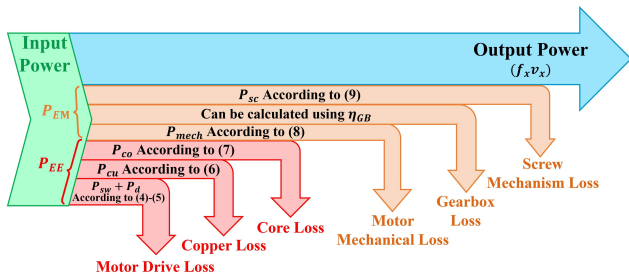 Input
Power
Output Power
(f_x v_x)
P_EM
P_sc According to (9)
Can be calculated using η_GB
P_mech According to (8)
P_EE
P_co According to (7)
P_cu According to (6)
P_sw + P_d
According to (4)-(5)
Screw
Mechanism Loss
Gearbox
Loss
Motor
Mechanical Loss
Core Loss
Copper Loss
Motor Drive Loss